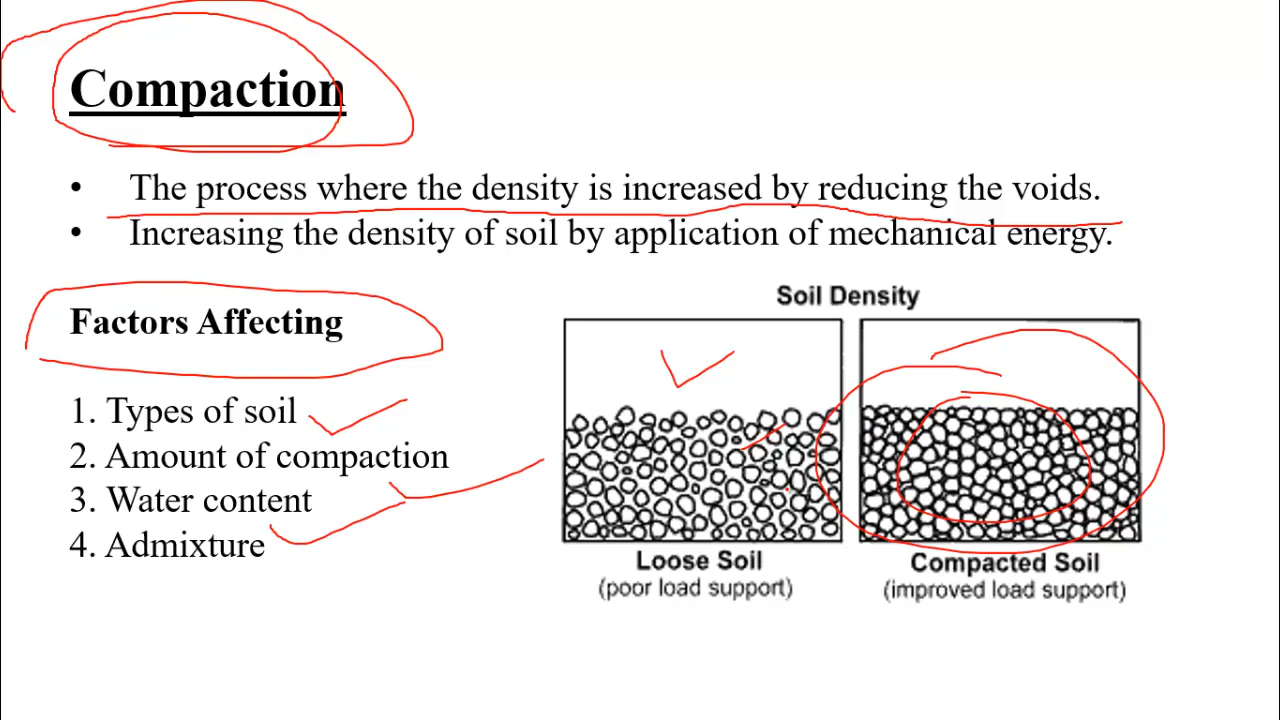 Compaction
• The process where the density is increased by reducing the voids.
• Increasing the density of soil by application of mechanical energy.
Factors Affecting
1. Types of soil
2. Amount of compaction
3. Water content
4. Admixture
Soil Density
Loose Soil
(poor load support)
Compacted Soil
(improved load support)